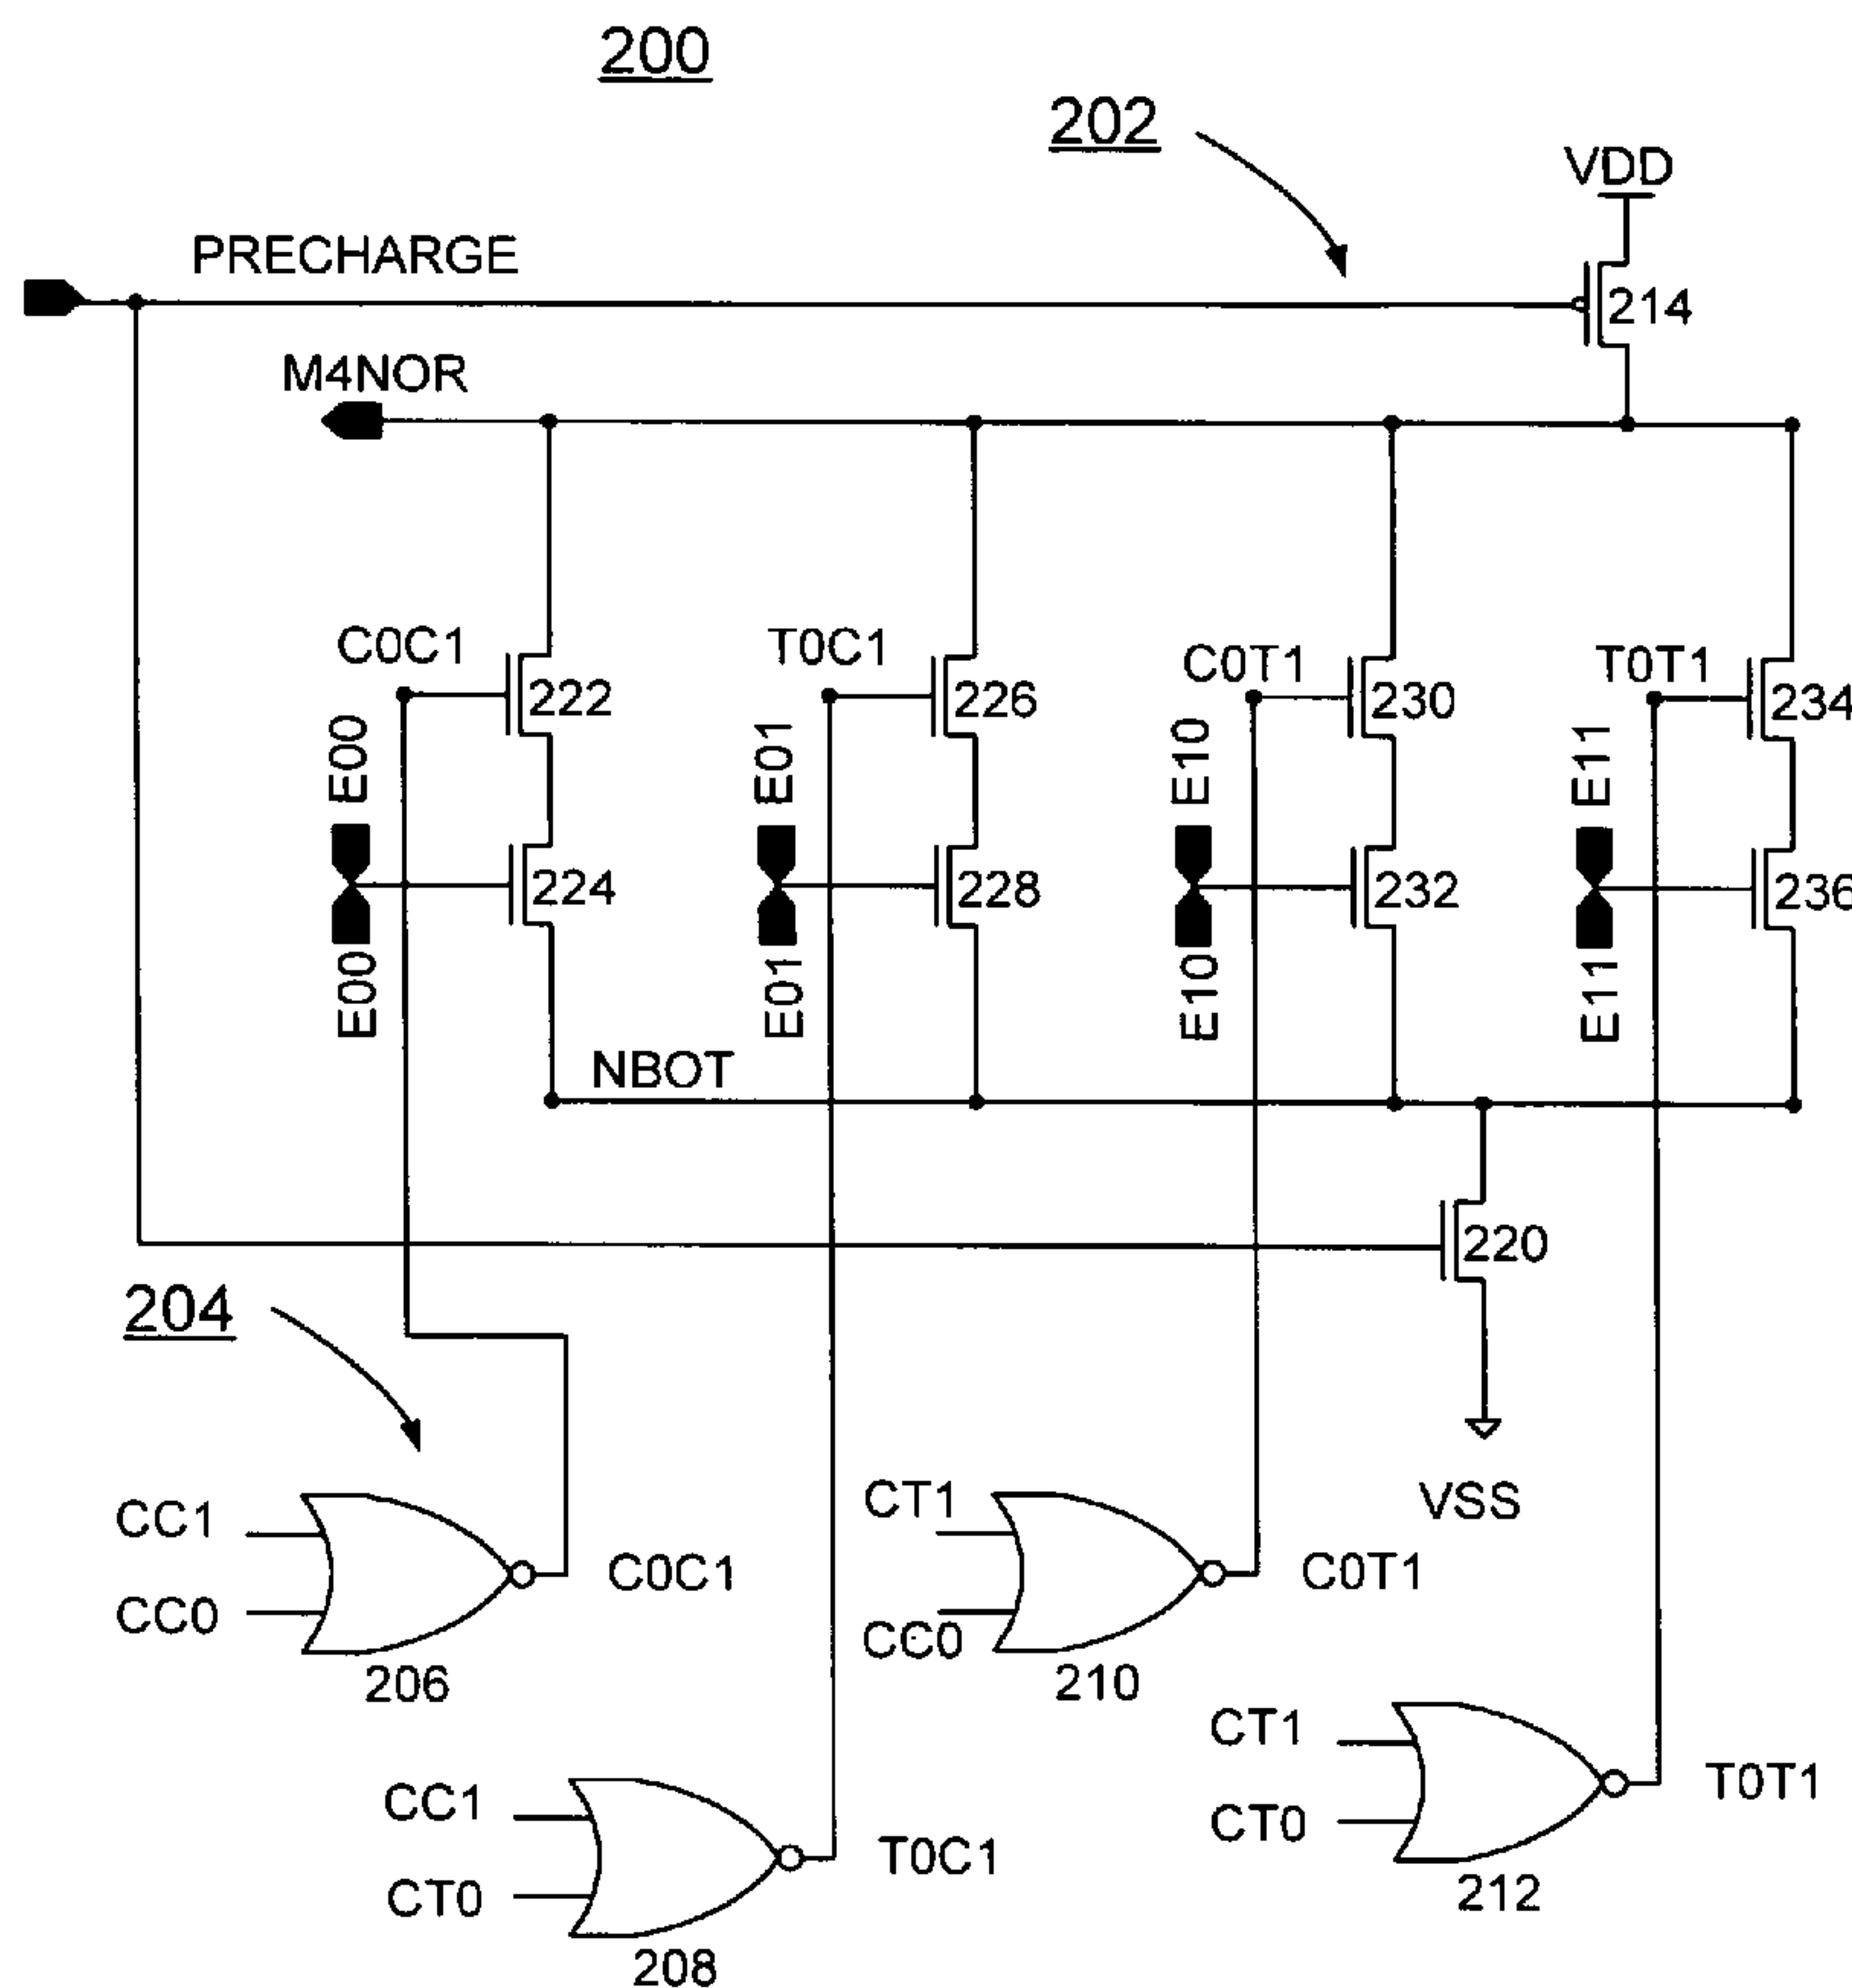 200
202
VDD
PRECHARGE
214
M4NOR
C0C1
T0C1
C0T1
T0T1
222
226
230
234
E00
E01
E10
E11
224
228
232
236
E00
E01
E10
E11
NBOT
220
204
VSS
CC1
CC0
C0C1
206
CT1
CC0
C0T1
210
CC1
CT0
T0C1
208
CT1
CT0
T0T1
212